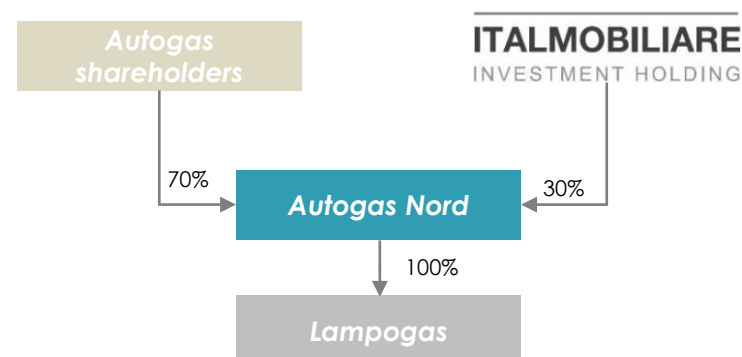 Autogas
shareholders
ITALMOBILIARE
INVESTMENT HOLDING
70%
30%
Autogas Nord
100%
Lampogas